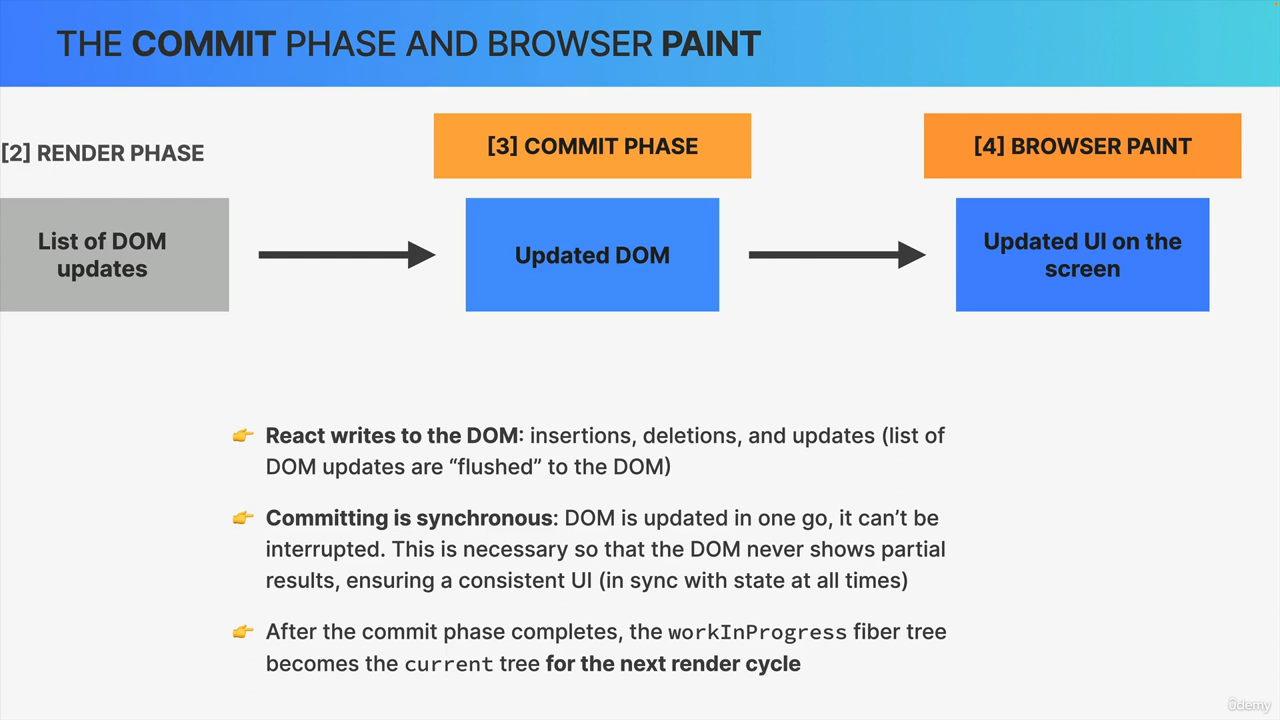 THE COMMIT PHASE AND BROWSER PAINT
[2] RENDER PHASE
[3] COMMIT PHASE
[4] BROWSER PAINT
List of DOM
updates
Updated DOM
Updated UI on the
screen
👉 React writes to the DOM: insertions, deletions, and updates (list of
DOM updates are “flushed” to the DOM)
👉 Committing is synchronous: DOM is updated in one go, it can’t be
interrupted. This is necessary so that the DOM never shows partial
results, ensuring a consistent UI (in sync with state at all times)
👉 After the commit phase completes, the workInProgress fiber tree
becomes the current tree for the next render cycle
ûdemy